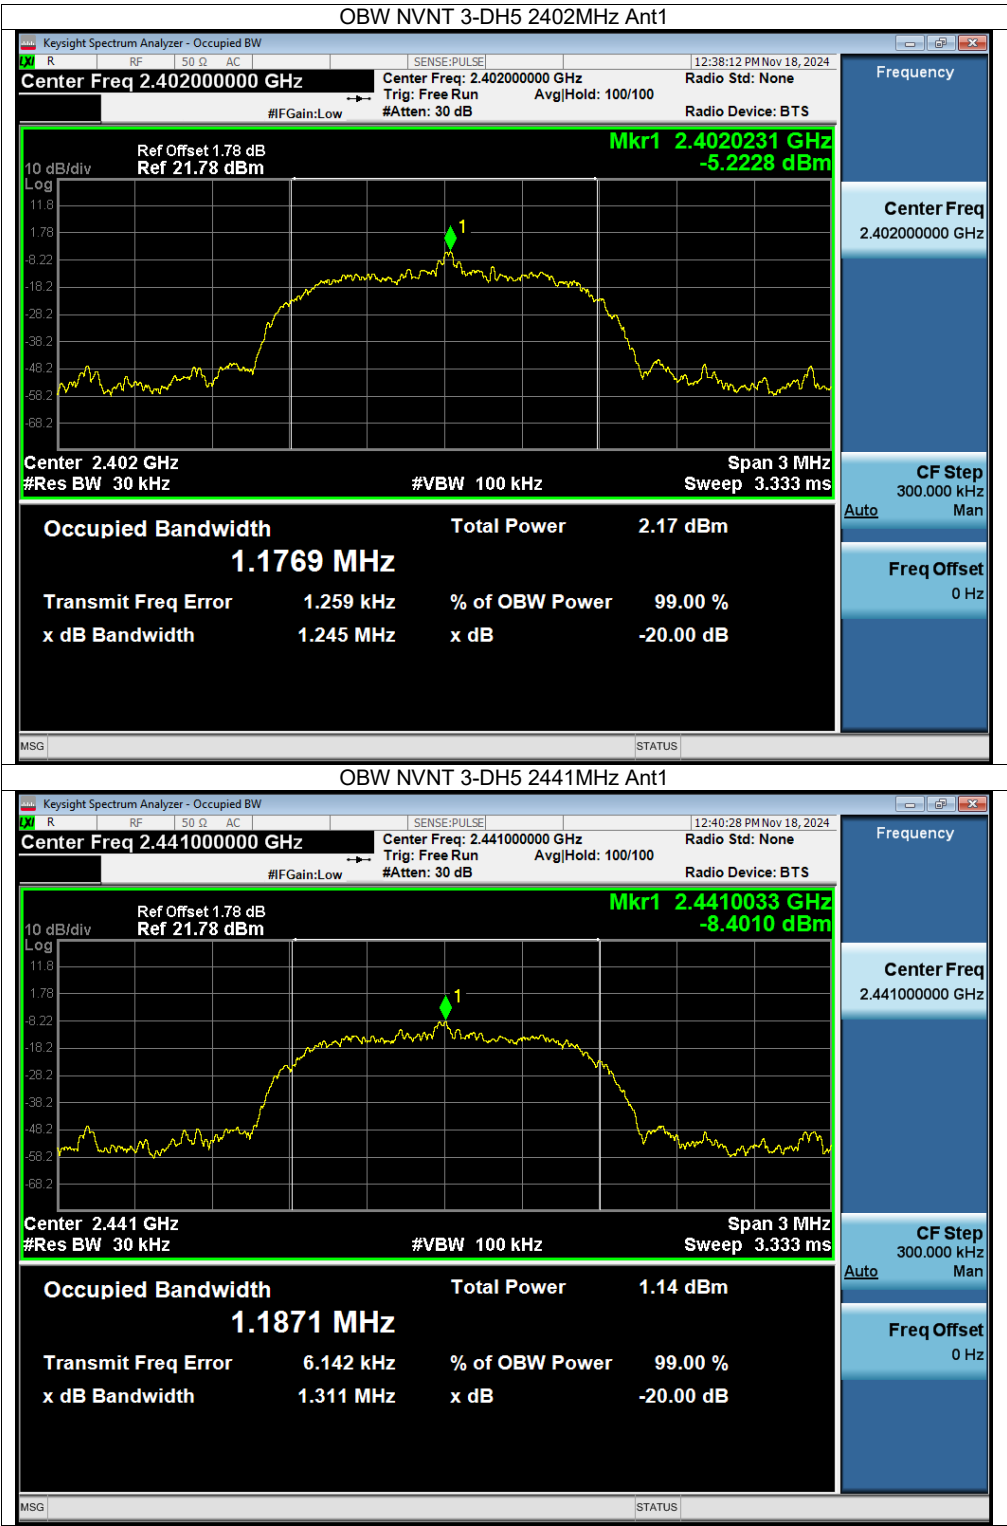 OBW NVNT 3-DH5 2402MHz Ant1
Keysight Spectrum Analyzer - Occupied BW
LXI R RF 50 Ω AC SENSE:PULSE 12:38:12 PM Nov 18, 2024
Center Freq 2.402000000 GHz Center Freq: 2.402000000 GHz Radio Std: None
Trig: Free Run Avg|Hold: 100/100
#IFGain:Low #Atten: 30 dB Radio Device: BTS
Frequency
Mkr1 2.4020231 GHz
-5.2228 dBm
Ref Offset 1.78 dB
10 dB/div Ref 21.78 dBm
Log
11.8
1.78
-8.22
-18.2
-28.2
-38.2
-48.2
-58.2
-68.2
1
Center 2.402 GHz Span 3 MHz
#Res BW 30 kHz #VBW 100 kHz Sweep 3.333 ms
Center Freq
2.402000000 GHz
CF Step
300.000 kHz
Auto Man
Freq Offset
0 Hz
Occupied Bandwidth Total Power 2.17 dBm
1.1769 MHz
Transmit Freq Error 1.259 kHz % of OBW Power 99.00 %
x dB Bandwidth 1.245 MHz x dB -20.00 dB
MSG STATUS
OBW NVNT 3-DH5 2441MHz Ant1
Keysight Spectrum Analyzer - Occupied BW
LXI R RF 50 Ω AC SENSE:PULSE 12:40:28 PM Nov 18, 2024
Center Freq 2.441000000 GHz Center Freq: 2.441000000 GHz Radio Std: None
Trig: Free Run Avg|Hold: 100/100
#IFGain:Low #Atten: 30 dB Radio Device: BTS
Frequency
Mkr1 2.4410033 GHz
-8.4010 dBm
Ref Offset 1.78 dB
10 dB/div Ref 21.78 dBm
Log
11.8
1.78
-8.22
-18.2
-28.2
-38.2
-48.2
-58.2
-68.2
1
Center 2.441 GHz Span 3 MHz
#Res BW 30 kHz #VBW 100 kHz Sweep 3.333 ms
Center Freq
2.441000000 GHz
CF Step
300.000 kHz
Auto Man
Freq Offset
0 Hz
Occupied Bandwidth Total Power 1.14 dBm
1.1871 MHz
Transmit Freq Error 6.142 kHz % of OBW Power 99.00 %
x dB Bandwidth 1.311 MHz x dB -20.00 dB
MSG STATUS